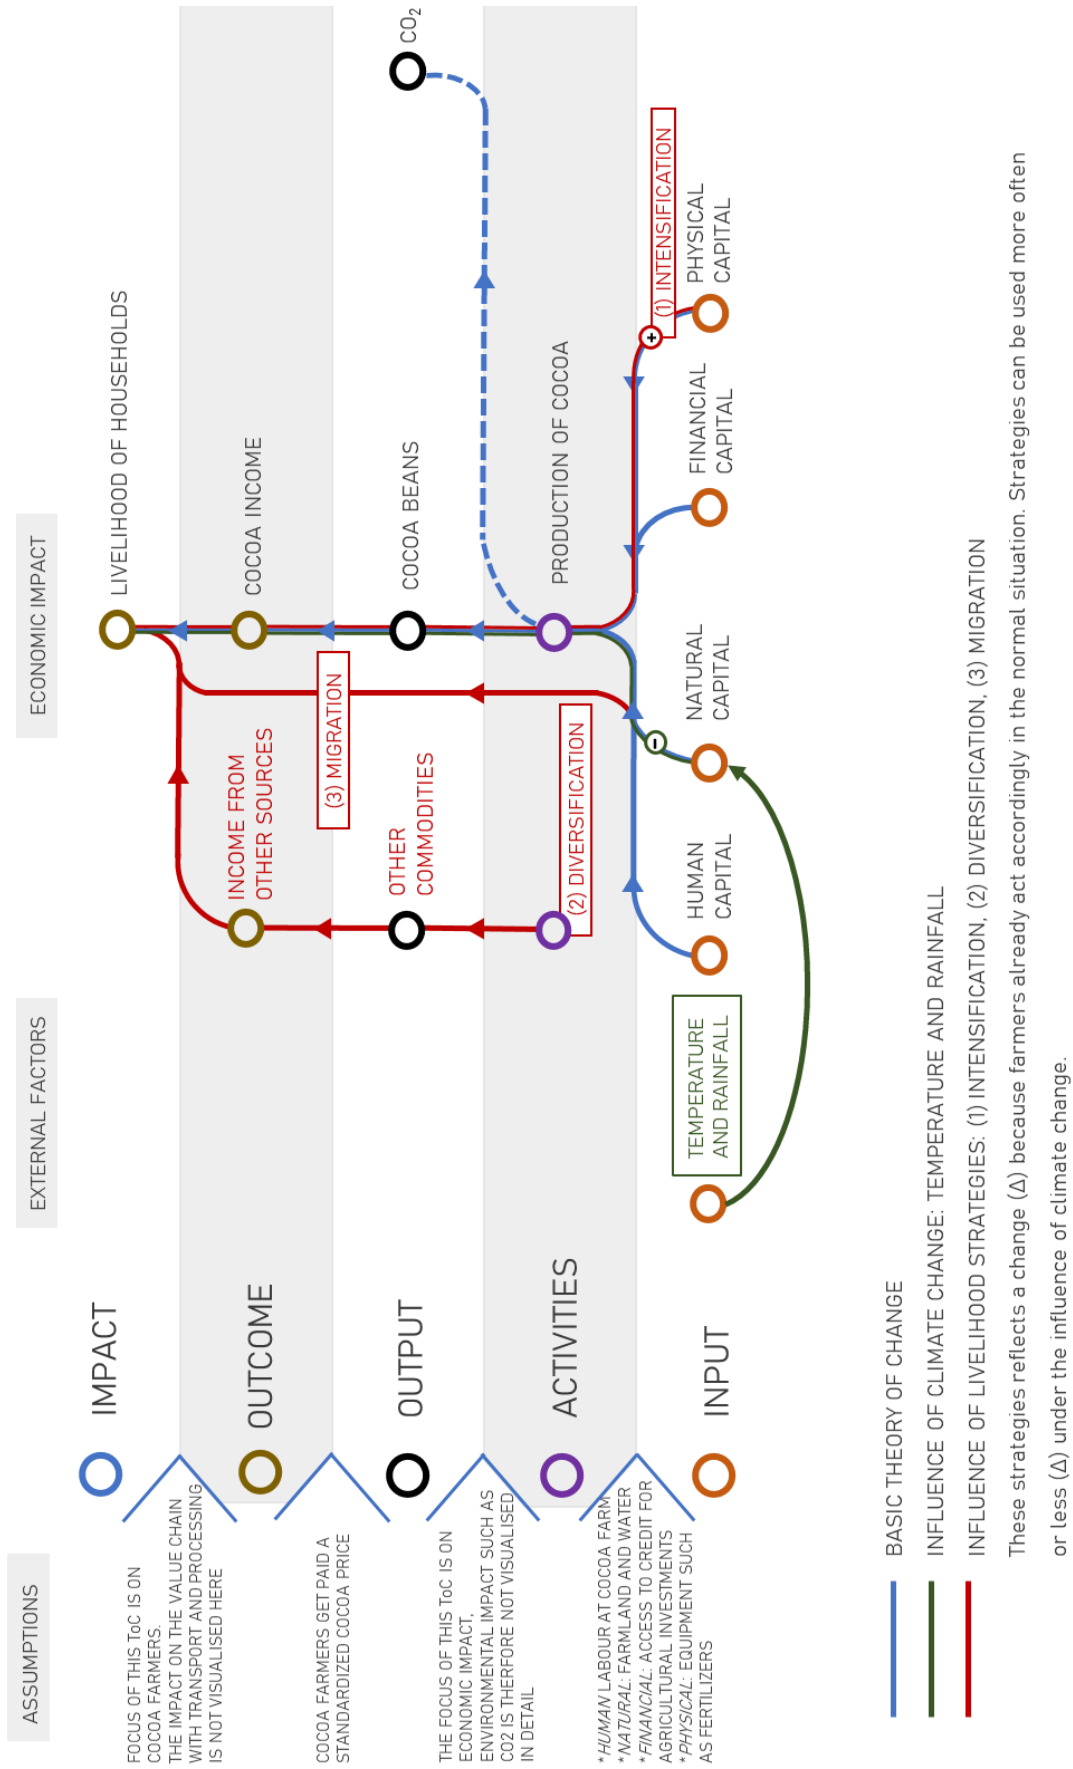 ASSUMPTIONS
EXTERNAL FACTORS
ECONOMIC IMPACT
FOCUS OF THIS ToC IS ON
COCOA FARMERS.
THE IMPACT ON THE VALUE CHAIN
WITH TRANSPORT AND PROCESSING
IS NOT VISUALISED HERE
IMPACT
LIVELIHOOD OF HOUSEHOLDS
OUTCOME
INCOME FROM
OTHER SOURCES
COCOA INCOME
COCOA FARMERS GET PAID A
STANDARDIZED COCOA PRICE
(3) MIGRATION
OUTPUT
OTHER
COMMODITIES
COCOA BEANS
CO₂
THE FOCUS OF THIS ToC IS ON
ECONOMIC IMPACT,
ENVIRONMENTAL IMPACT SUCH AS
CO2 IS THERFORE NOT VISUALISED
IN DETAIL
ACTIVITIES
(2) DIVERSIFICATION
PRODUCTION OF COCOA
*HUMAN LABOUR AT COCOA FARM
*NATURAL: FARMLAND AND WATER
*FINANCIAL: ACCESS TO CREDIT FOR
AGRICULTURAL INVESTMENTS
*PHYSICAL: EQUIPMENT SUCH
AS FERTILIZERS
(1) INTENSIFICATION
+
-
INPUT
TEMPERATURE
AND RAINFALL
HUMAN
CAPITAL
NATURAL
CAPITAL
FINANCIAL
CAPITAL
PHYSICAL
CAPITAL
BASIC THEORY OF CHANGE
INFLUENCE OF CLIMATE CHANGE: TEMPERATURE AND RAINFALL
INFLUENCE OF LIVELIHOOD STRATEGIES: (1) INTENSIFICATION, (2) DIVERSIFICATION, (3) MIGRATION
These strategies reflects a change (Δ) because farmers already act accordingly in the normal situation. Strategies can be used more often
or less (Δ) under the influence of climate change.